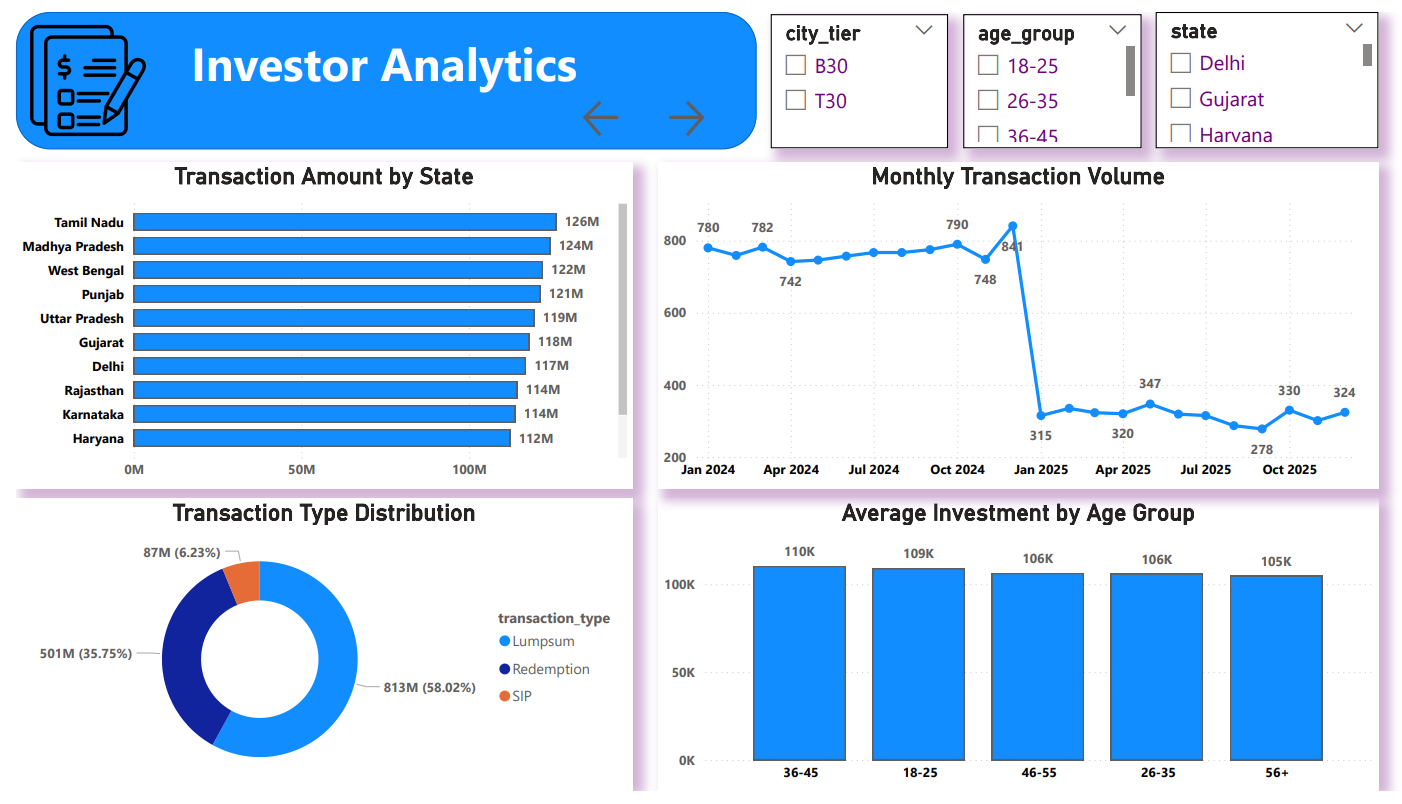 Investor Analytics
$
city_tier
B30
T30
age_group
18-25
26-35
36-45
state
Delhi
Gujarat
Haryana
Transaction Amount by State
Tamil Nadu 126M
Madhya Pradesh 124M
West Bengal 122M
Punjab 121M
Uttar Pradesh 119M
Gujarat 118M
Delhi 117M
Rajasthan 114M
Karnataka 114M
Haryana 112M
0M 50M 100M
Monthly Transaction Volume
800
600
400
200
780 782 742 790 748 841 315 320 347 278 330 324
Jan 2024 Apr 2024 Jul 2024 Oct 2024 Jan 2025 Apr 2025 Jul 2025 Oct 2025
Transaction Type Distribution
87M (6.23%)
501M (35.75%)
813M (58.02%)
transaction_type
Lumpsum
Redemption
SIP
Average Investment by Age Group
110K 109K 106K 106K 105K
100K
50K
0K
36-45 18-25 46-55 26-35 56+